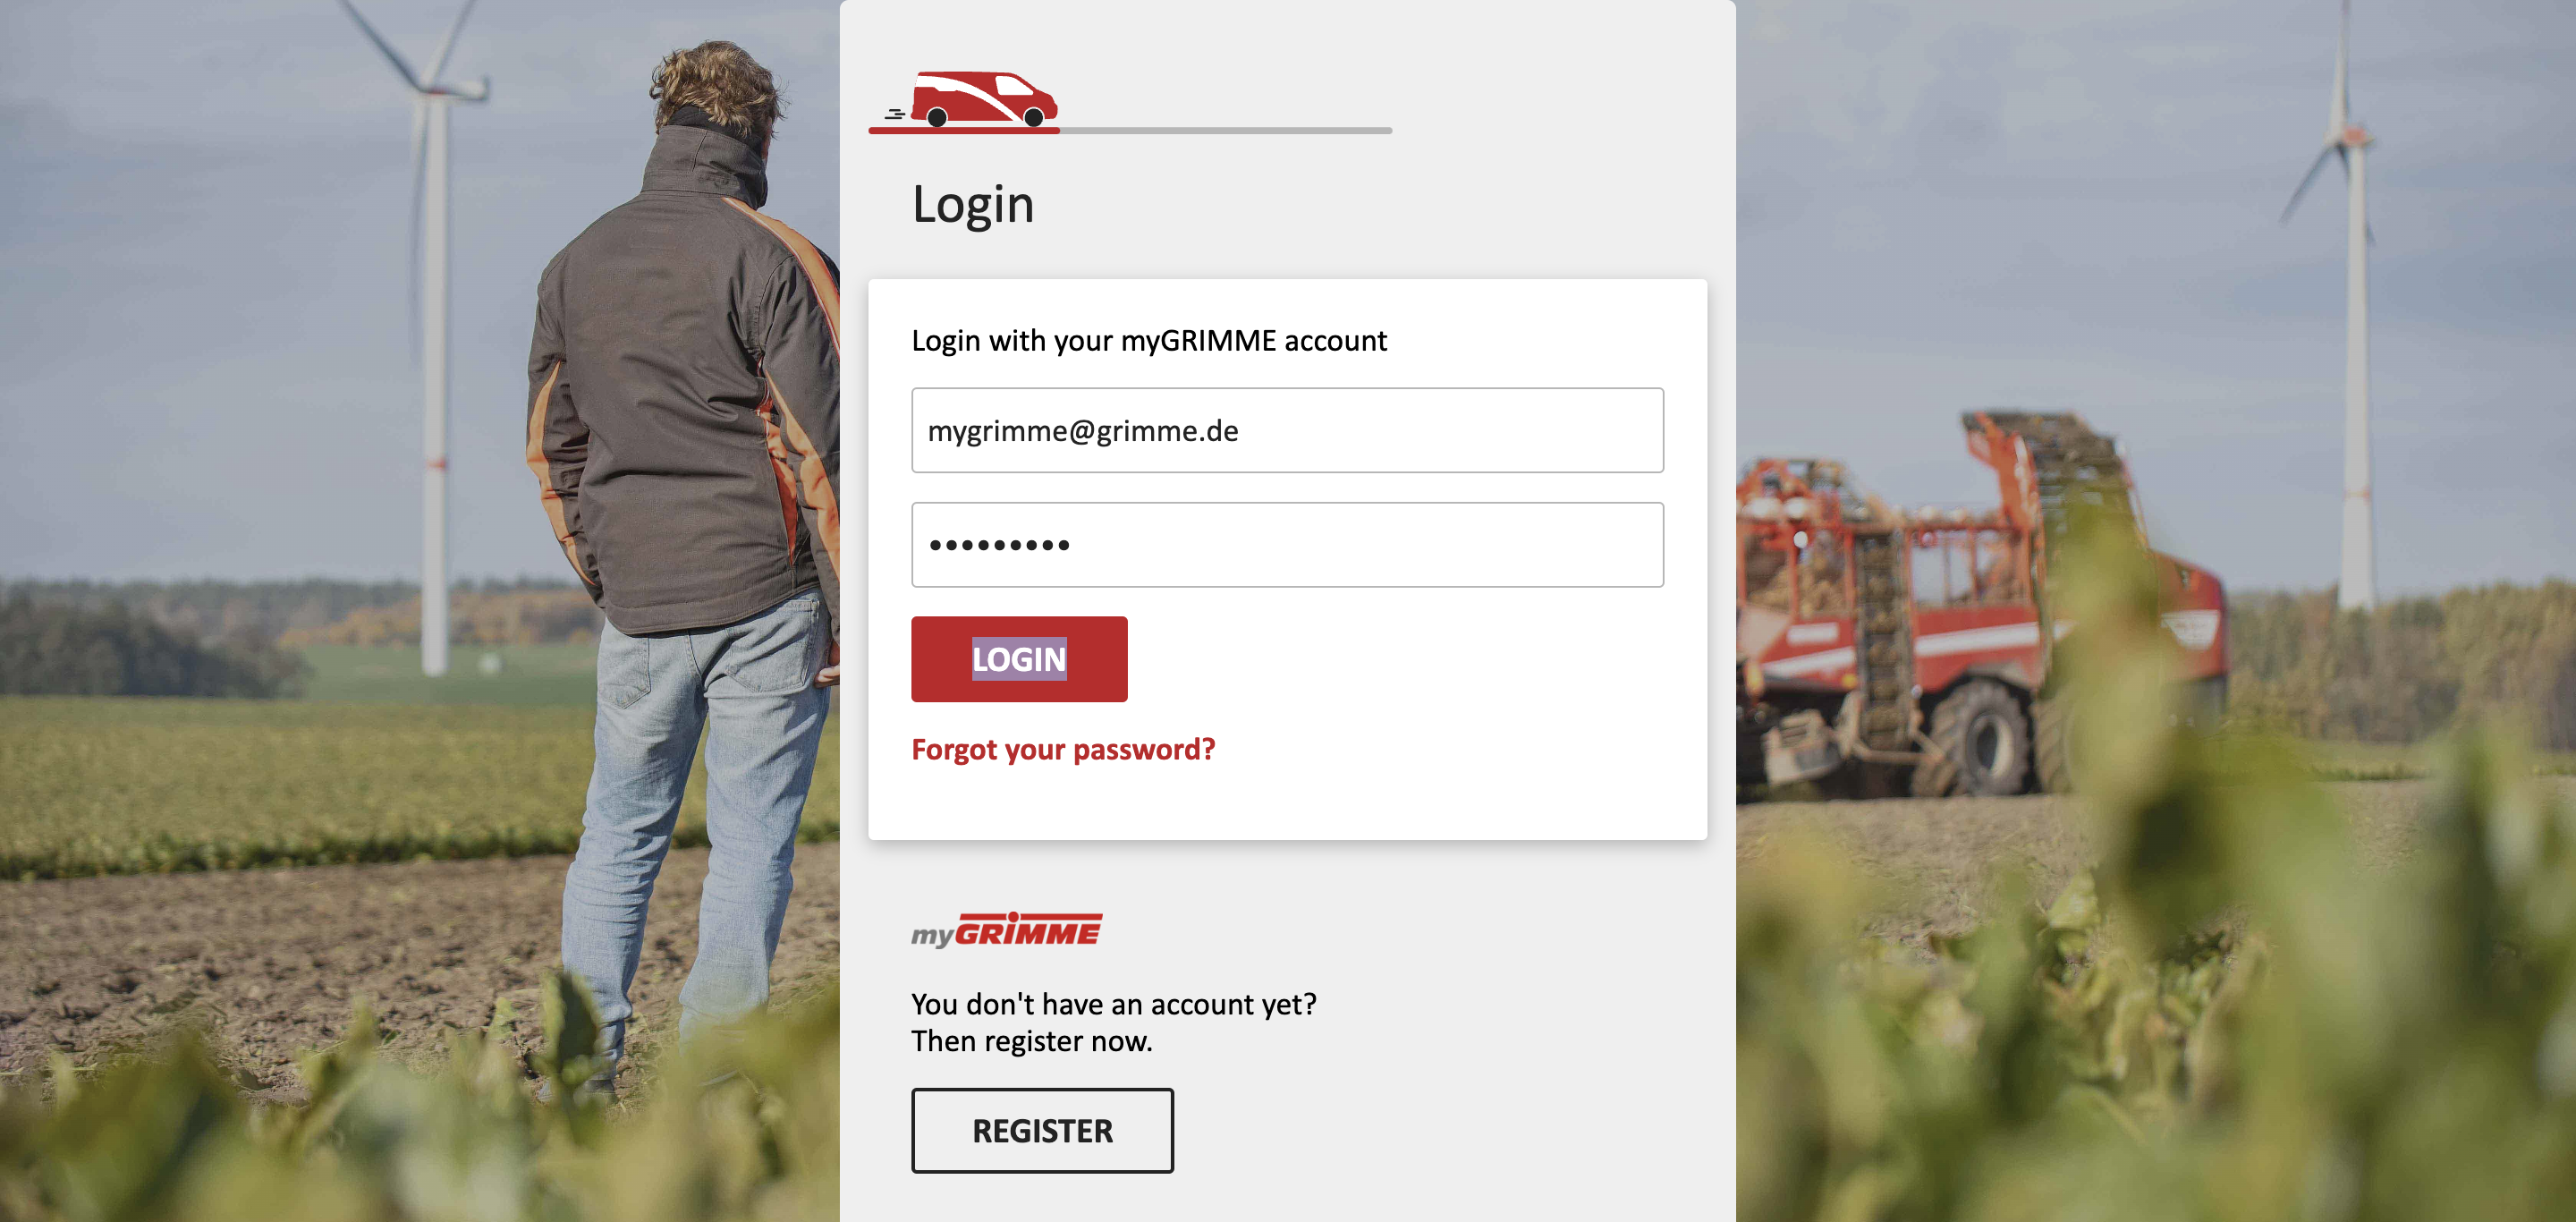 Login
Login with your myGRIMME account
mygrimme@grimme.de
•••••••••
LOGIN
Forgot your password?
myGRIMME
You don't have an account yet?
Then register now.
REGISTER